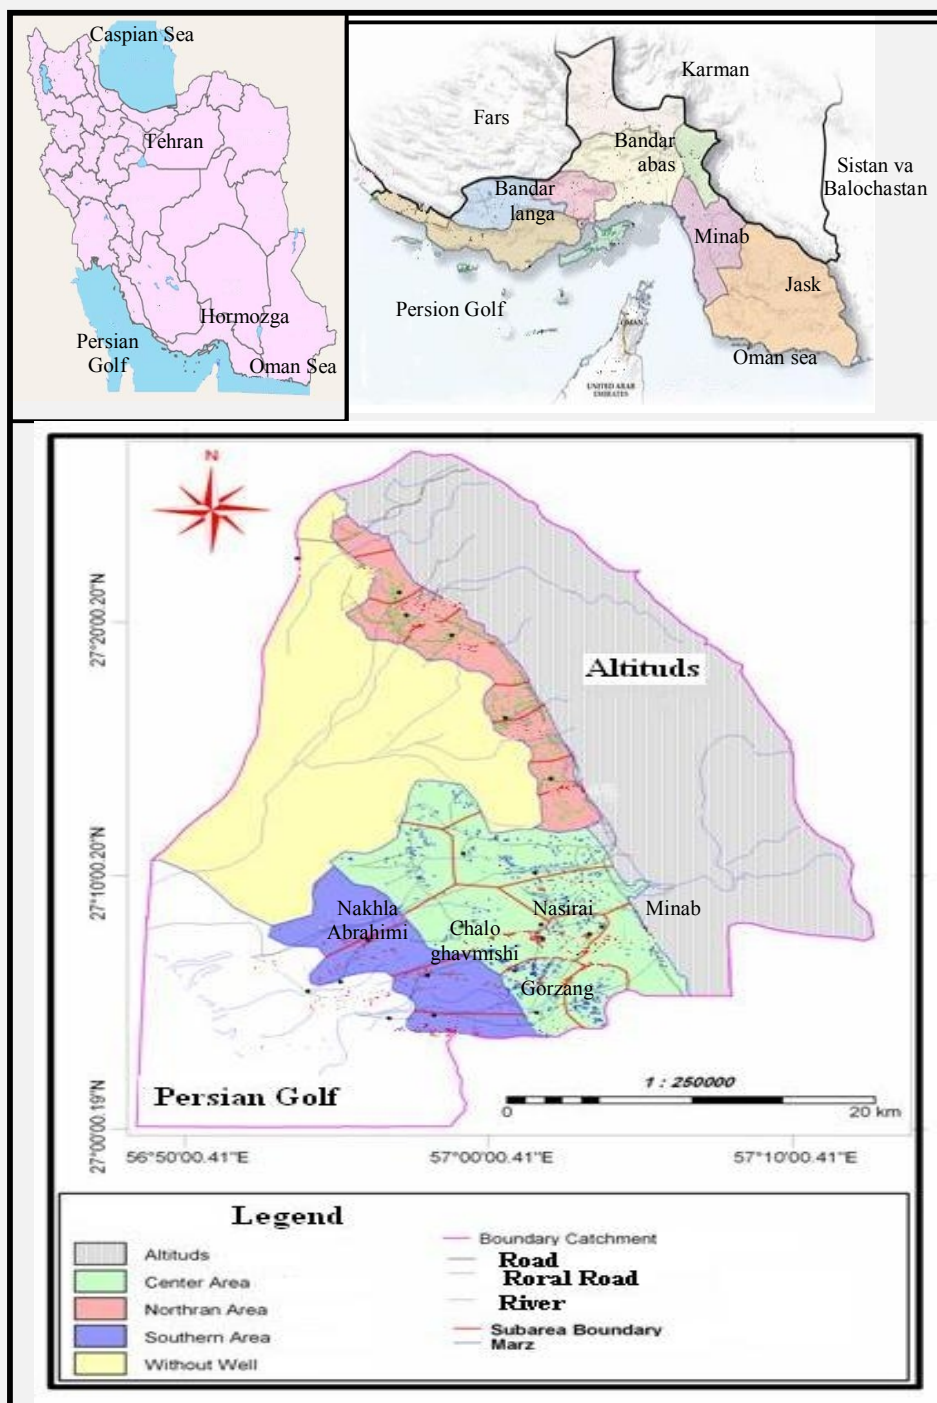 Caspian Sea
Tehran
Hormozga
Persian
Golf
Oman Sea
Karman
Fars
Bandar
abas
Sistan va
Balochastan
Bandar
langa
Minab
Jask
Persion Golf
OMAN
Oman sea
UNITED ARAB
EMIRATES
N
27°20'00.20"N
Altituds
27°10'00.20"N
Nakhla
Abrahimi
Nasirai
Minab
Chalo
ghavmishi
Gorzang
Persian Golf
1 : 250000
0
20 km
27°00'00.19"N
56°50'00.41"E
57°00'00.41"E
57°10'00.41"E
Legend
Altituds
Center Area
Northran Area
Southern Area
Without Well
Boundary Catchment
Road
Roral Road
River
Subarea Boundary
Marz